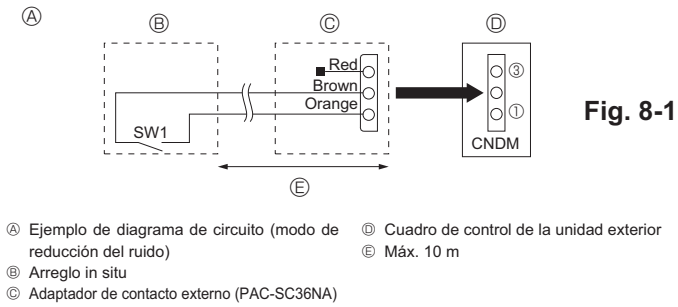 Ⓐ
Ⓑ
Ⓒ
Ⓓ
Red
Brown
Orange
SW1
③
①
CNDM
Fig. 8-1
Ⓔ
Ⓐ Ejemplo de diagrama de circuito (modo de
reducción del ruido)
Ⓑ Arreglo in situ
Ⓒ Adaptador de contacto externo (PAC-SC36NA)
Ⓓ Cuadro de control de la unidad exterior
Ⓔ Máx. 10 m